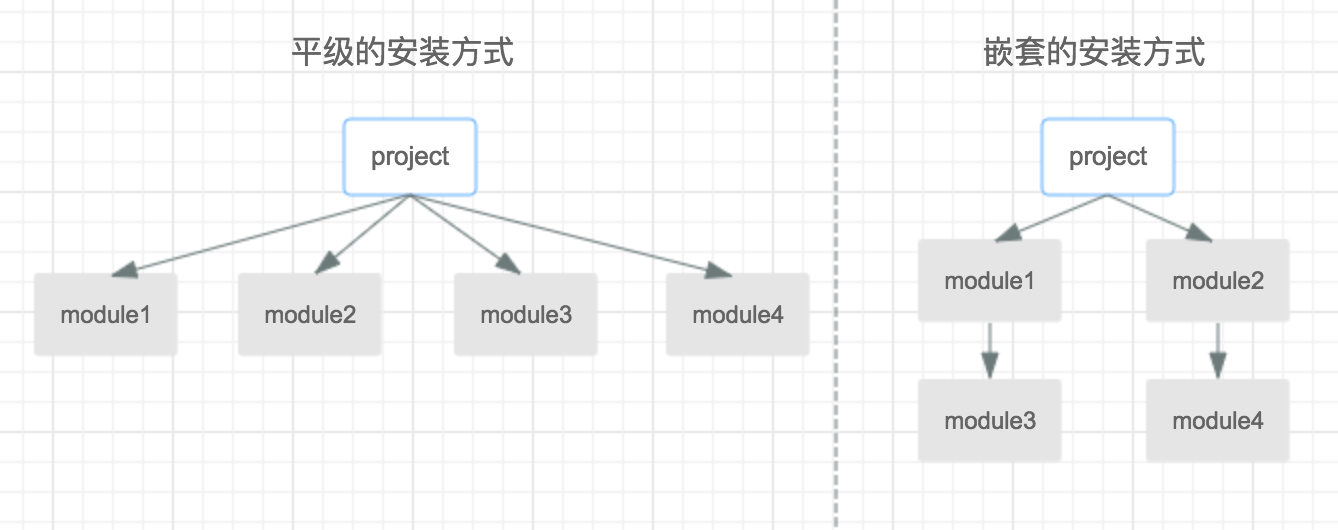 平级的安装方式
project
module1 module2 module3 module4
嵌套的安装方式
project
module1 module2
module3 module4